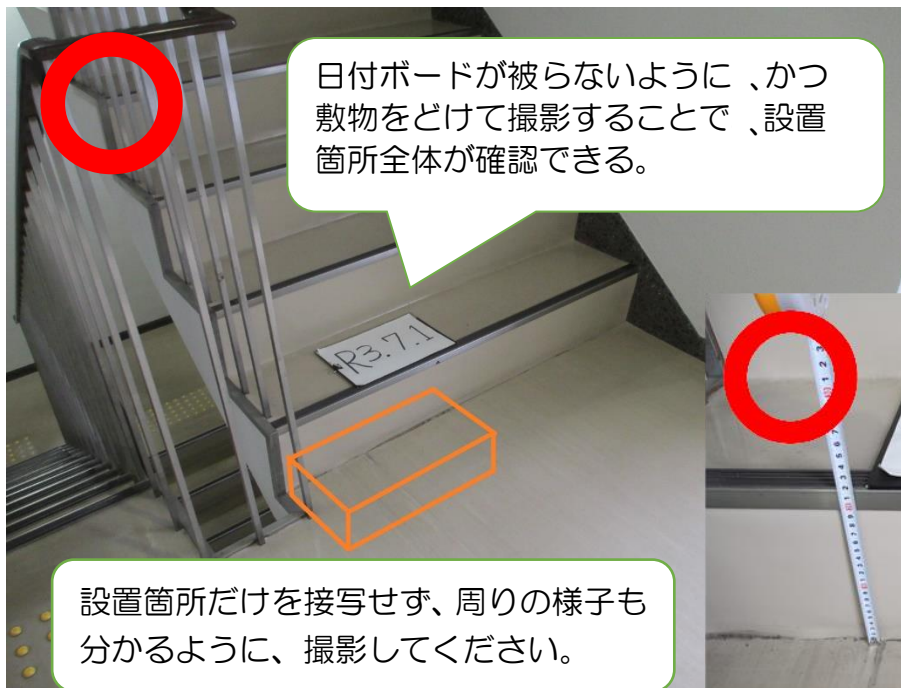 日付ボードが被らないように 、かつ
敷物をどけて撮影することで 、設置
箇所全体が確認できる。
R3.7.1
設置箇所だけを接写せず、周りの様子も
分かるように、撮影してください。